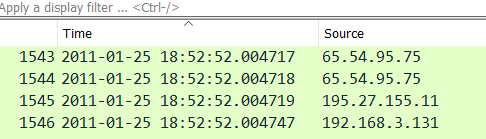 Apply a display filter ... <Ctrl-/>
Time Source
1543 2011-01-25 18:52:52.004717 65.54.95.75
1544 2011-01-25 18:52:52.004718 65.54.95.75
1545 2011-01-25 18:52:52.004719 195.27.155.11
1546 2011-01-25 18:52:52.004747 192.168.3.131